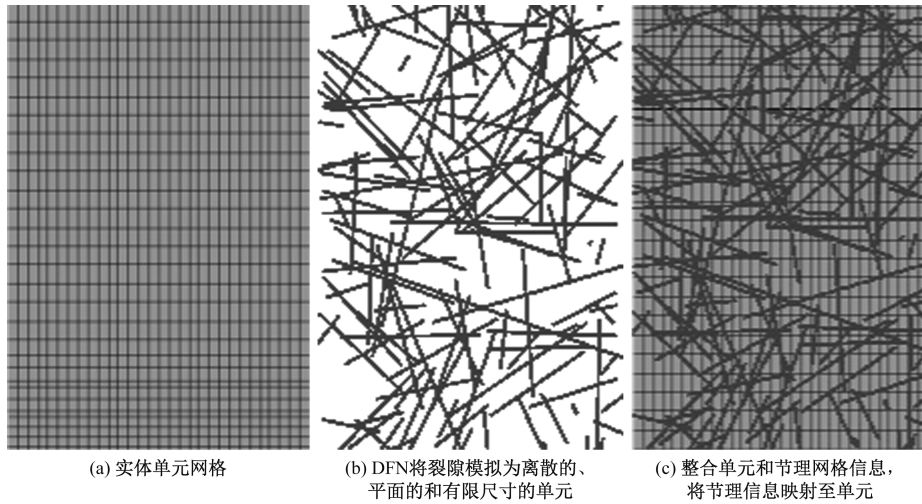 (a) 实体单元网格
(b) DFN将裂隙模拟为离散的、
平面的和有限尺寸的单元
(c) 整合单元和节理网格信息，
将节理信息映射至单元